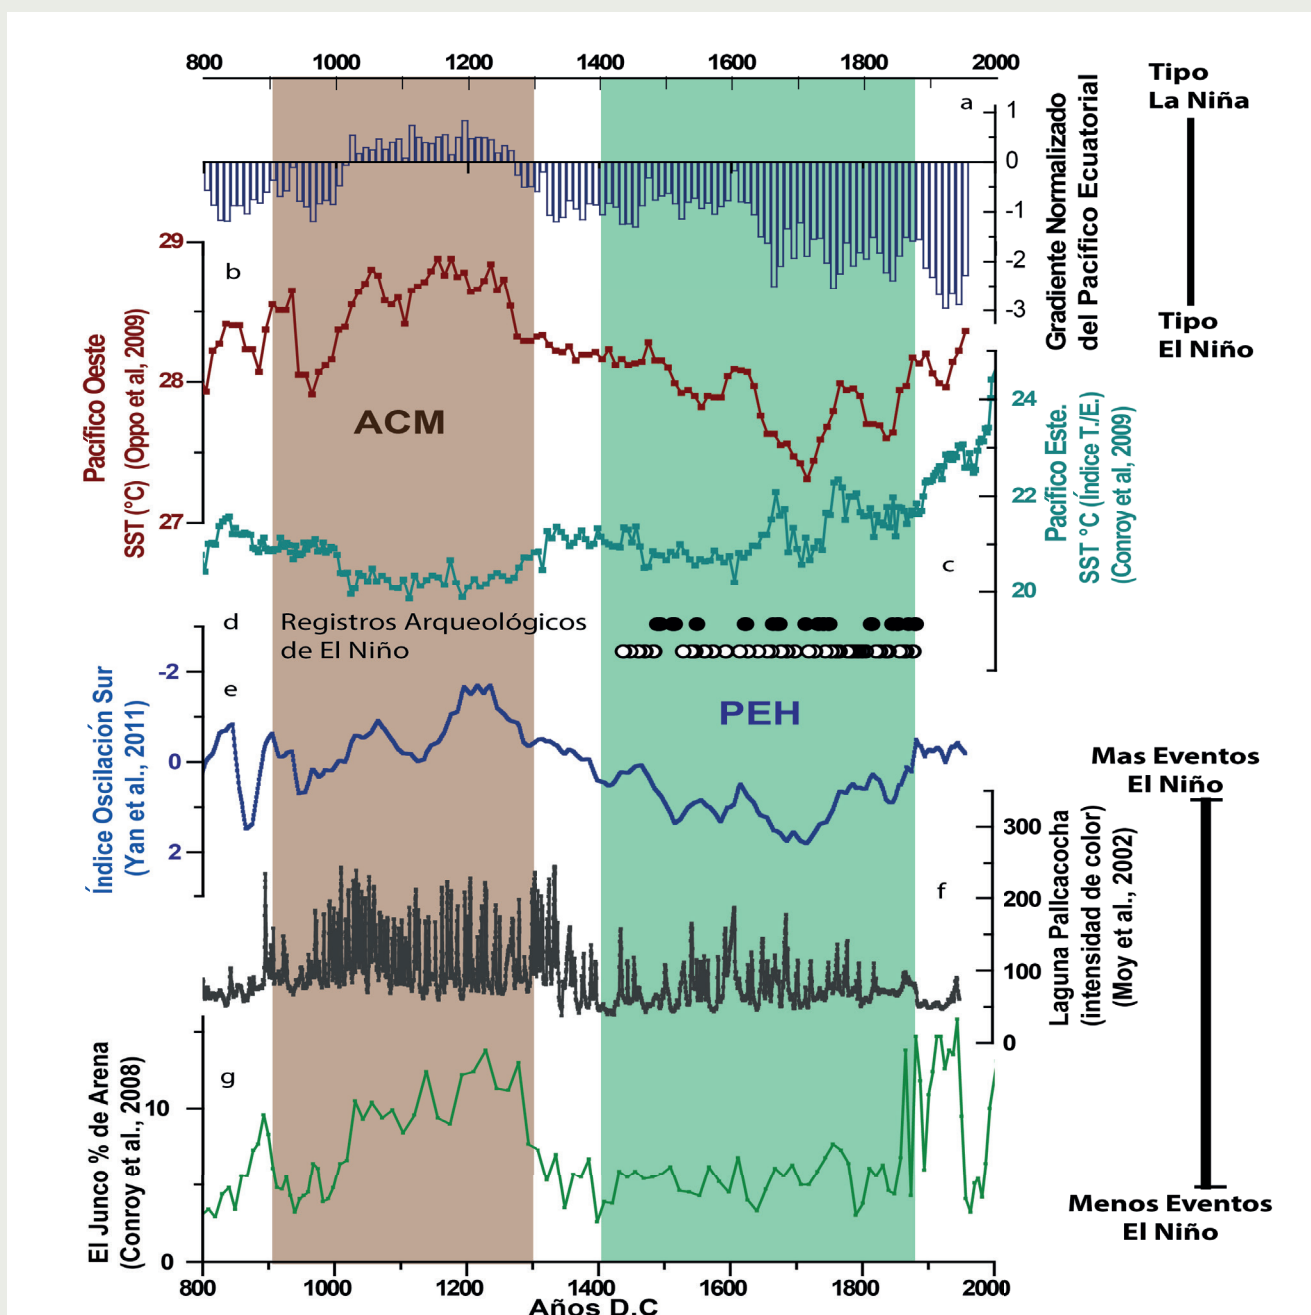 800 1000 1200 1400 1600 1800 2000
Tipo
La Niña
a
1
0
-1
-2
-3
Gradiente Normalizado
del Pacífico Ecuatorial
Tipo
El Niño
29
28
27
b
Pacífico Oeste
SST (°C) (Oppo et al, 2009)
ACM
24
22
20
Pacífico Este.
SST °C (Índice T./E.)
(Conroy et al, 2009)
c
d
Registros Arqueológicos
de El Niño
-2
0
2
e
Índice Oscilación Sur
(Yan et al., 2011)
PEH
Mas Eventos
El Niño
300
200
100
0
f
Laguna Pallcacocha
(intensidad de color)
(Moy et al., 2002)
g
10
0
El Junco % de Arena
(Conroy et al., 2008)
Menos Eventos
El Niño
800 1000 1200 1400 1600 1800 2000
Años D.C